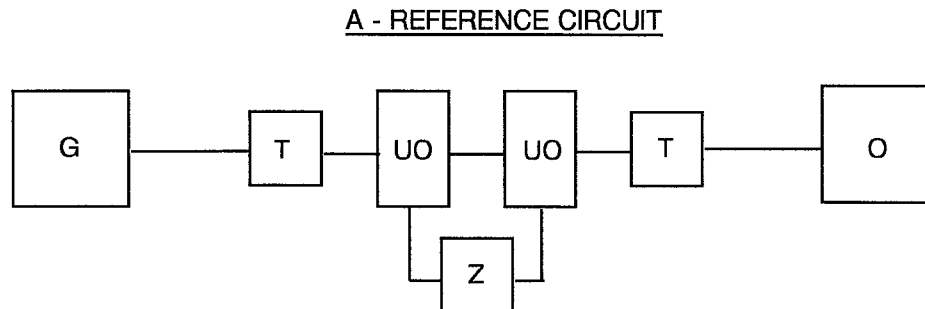 A - REFERENCE CIRCUIT
G T UO UO T O
Z